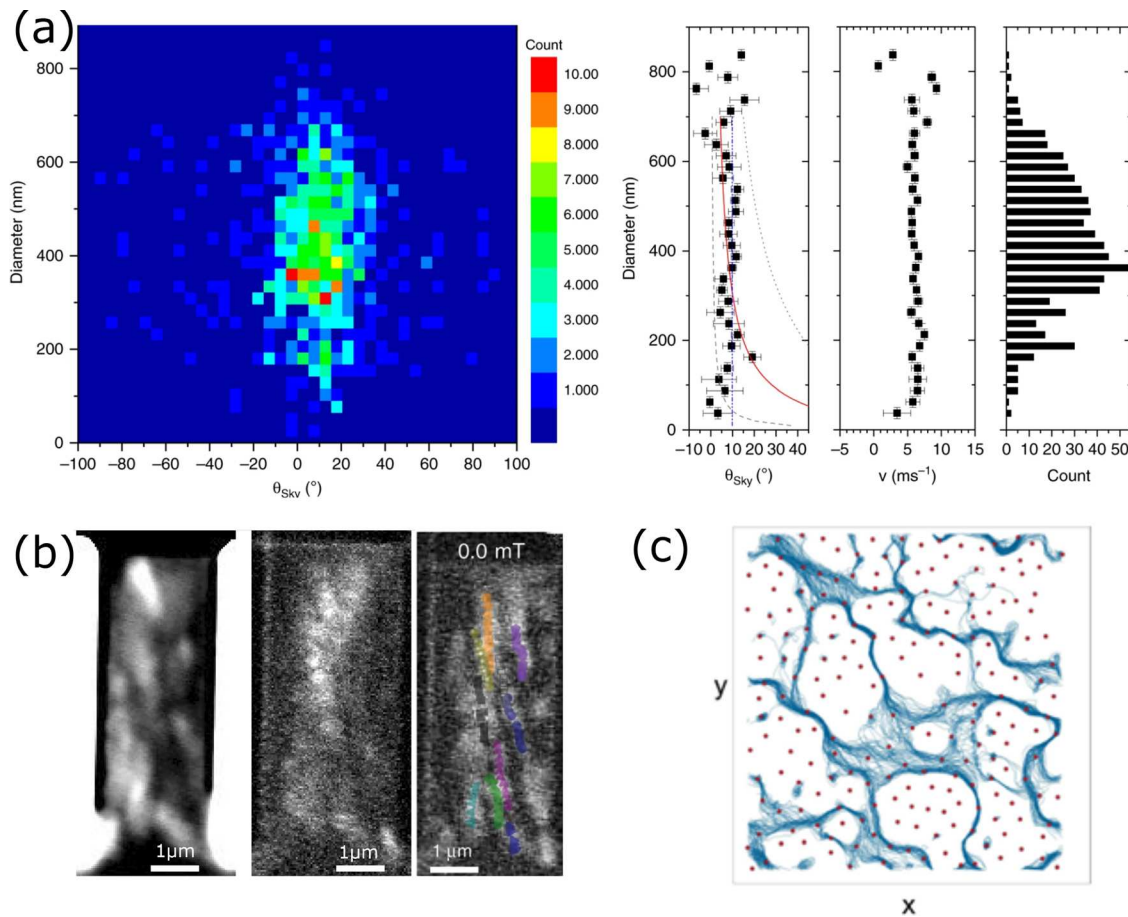 (a)
Count
10.00
9.000
8.000
7.000
6.000
5.000
4.000
3.000
2.000
1.000
Diameter (nm)
800
600
400
200
0
−100 −80 −60 −40 −20 0 20 40 60 80 100
θSkv (°)
Diameter (nm)
800
600
400
200
0
−10 0 10 20 30 40
θSky (°)
−5 0 5 10 15
v (ms−1)
0 10 20 30 40 50
Count
(b)
1μm
1μm
0.0 mT
1 μm
(c)
y
x